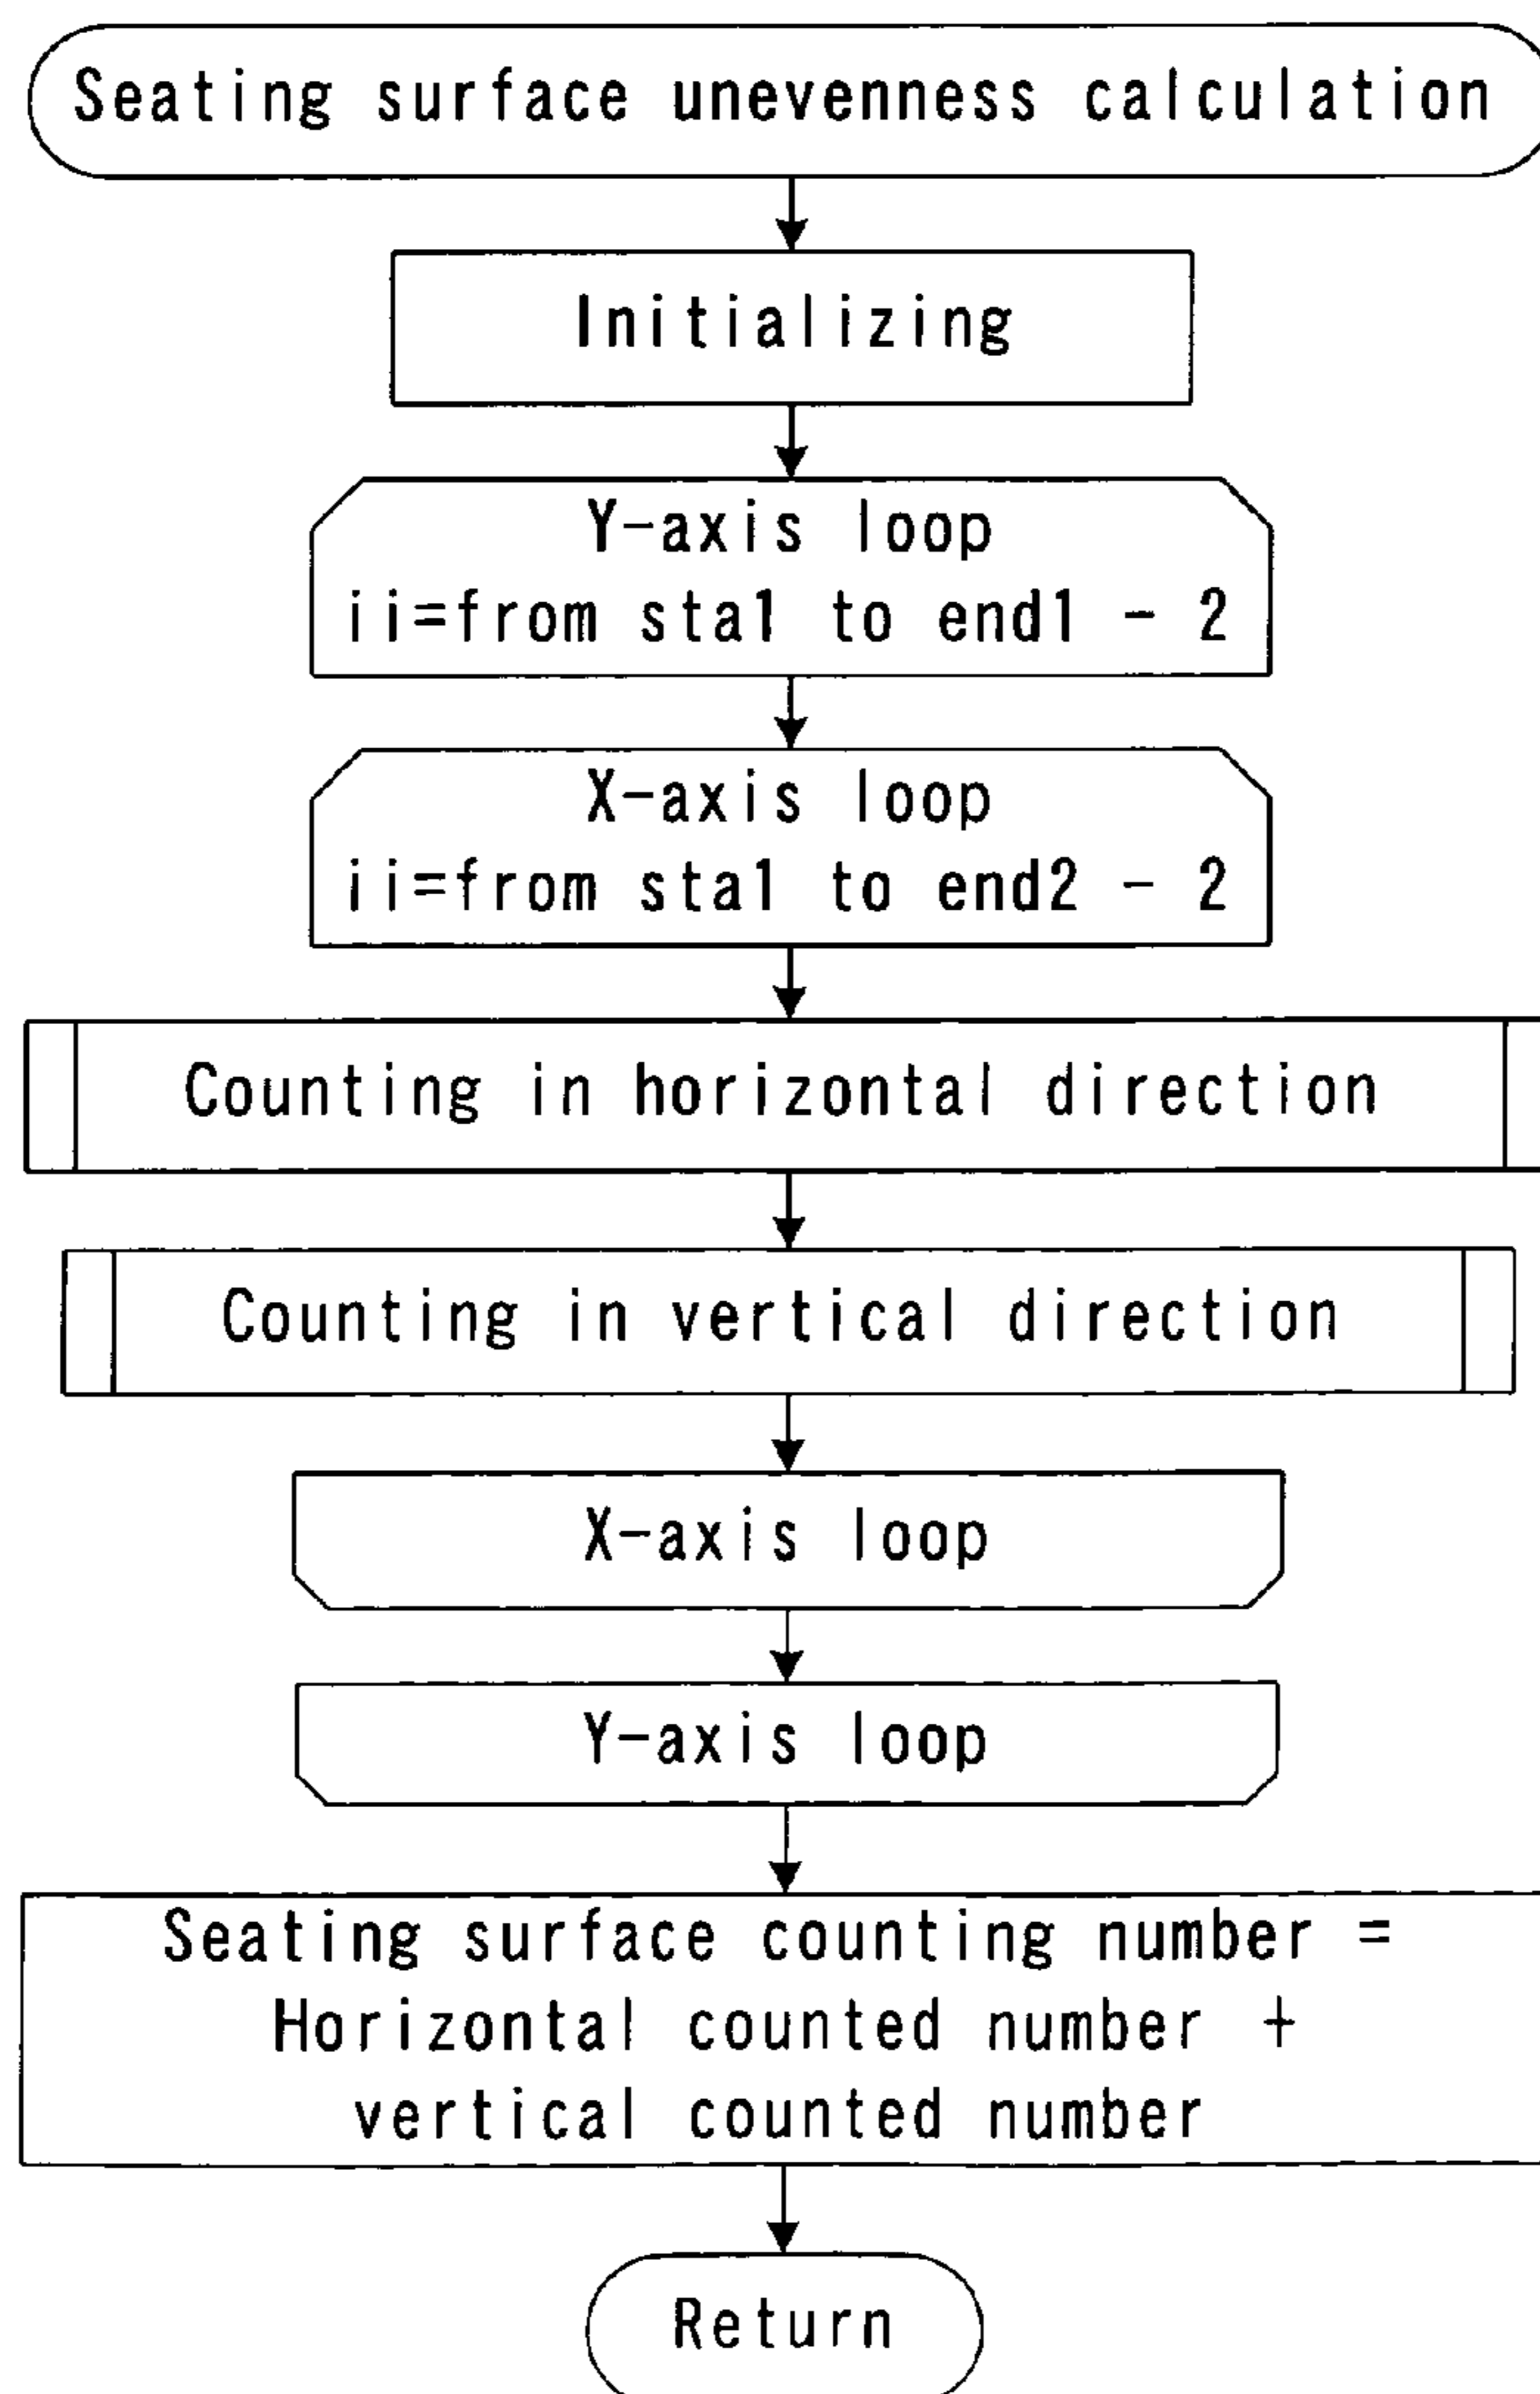 Seating surface unevenness calculation
Initializing
Y-axis loop
ii=from sta1 to end1 - 2
X-axis loop
ii=from sta1 to end2 - 2
Counting in horizontal direction
Counting in vertical direction
X-axis loop
Y-axis loop
Seating surface counting number =
Horizontal counted number +
vertical counted number
Return